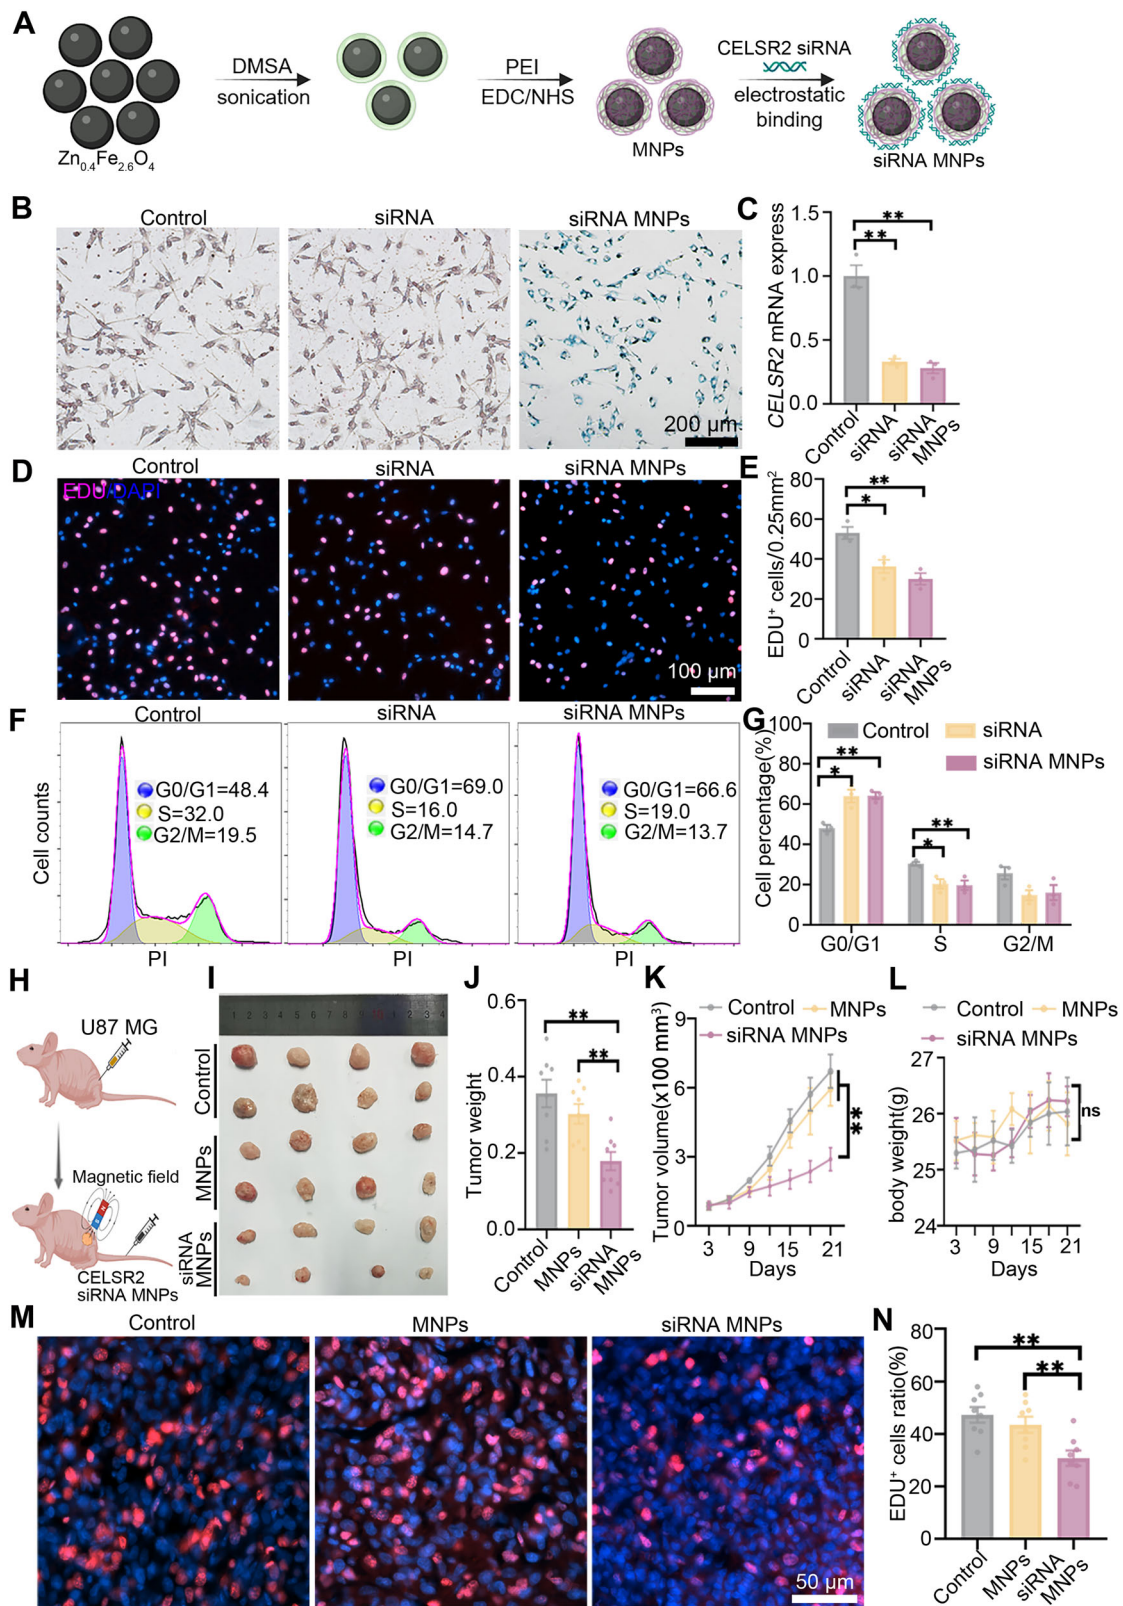 A
DMSA
sonication
PEI
EDC/NHS
CELSR2 siRNA
electrostatic
binding
Zn0.4Fe2.6O4
MNPs
siRNA MNPs
B
Control
siRNA
siRNA MNPs
200 µm
C
CELSR2 mRNA express
1.5
1.0
0.5
0.0
**
**
Control
siRNA
siRNA
MNPs
D
Control
siRNA
siRNA MNPs
EDU/DAPI
100 µm
E
EDU+ cells/0.25mm2
80
60
40
20
0
**
*
Control
siRNA
siRNA
MNPs
F
Control
siRNA
siRNA MNPs
Cell counts
G0/G1=48.4
S=32.0
G2/M=19.5
G0/G1=69.0
S=16.0
G2/M=14.7
G0/G1=66.6
S=19.0
G2/M=13.7
PI
PI
PI
G
Cell percentage(%)
100
80
60
40
20
0
Control
siRNA
siRNA MNPs
**
*
**
*
G0/G1
S
G2/M
H
U87 MG
Magnetic field
CELSR2
siRNA MNPs
I
Control
MNPs
siRNA
MNPs
J
Tumor weight
0.6
0.4
0.2
0.0
**
**
Control
MNPs
siRNA
MNPs
K
Control
MNPs
siRNA MNPs
Tumor volume(x100 mm3)
9
6
3
0
**
3
9
15
21
Days
L
Control
MNPs
siRNA MNPs
body weight(g)
27
26
25
24
ns
3
9
15
21
Days
M
Control
MNPs
siRNA MNPs
50 µm
N
EDU+ cells ratio(%)
80
60
40
20
0
**
**
Control
MNPs
siRNA
MNPs